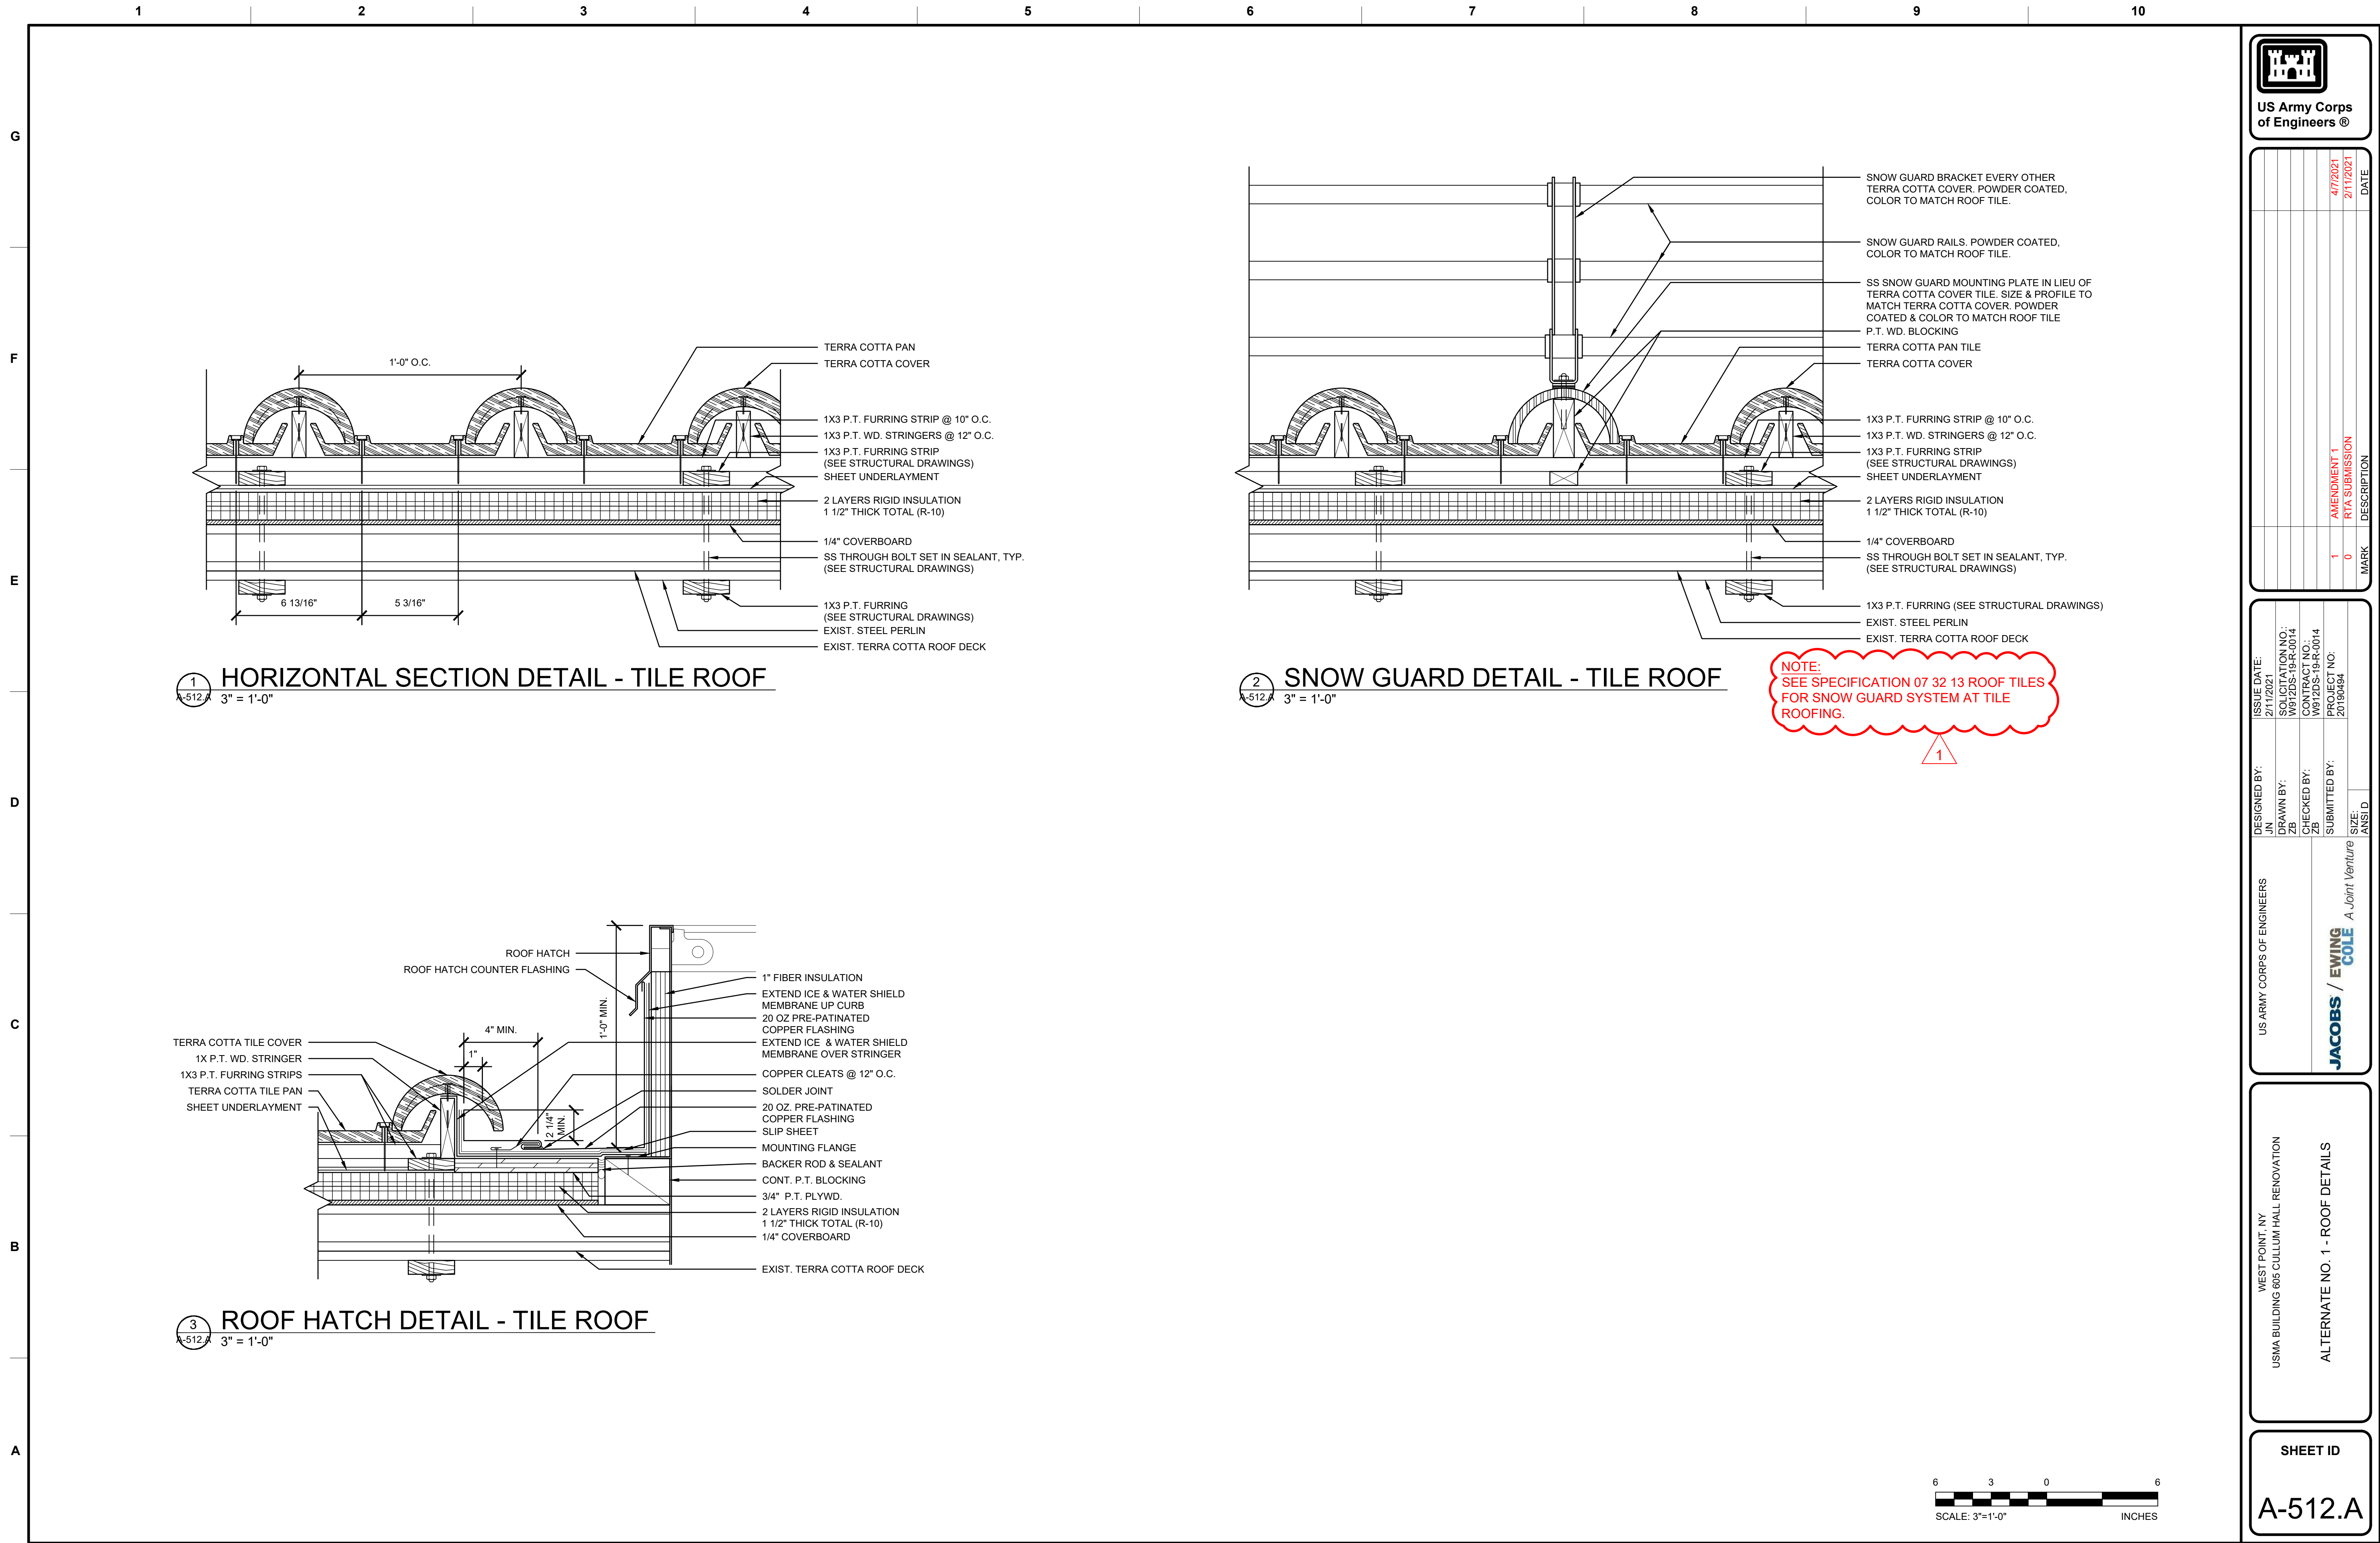 1 2 3 4 5 6 7 8 9 10
G
F
E
D
C
B
A
1'-0" O.C.
TERRA COTTA PAN
TERRA COTTA COVER
1X3 P.T. FURRING STRIP @ 10" O.C.
1X3 P.T. WD. STRINGERS @ 12" O.C.
1X3 P.T. FURRING STRIP
(SEE STRUCTURAL DRAWINGS)
SHEET UNDERLAYMENT
2 LAYERS RIGID INSULATION
1 1/2" THICK TOTAL (R-10)
1/4" COVERBOARD
SS THROUGH BOLT SET IN SEALANT, TYP.
(SEE STRUCTURAL DRAWINGS)
1X3 P.T. FURRING
(SEE STRUCTURAL DRAWINGS)
EXIST. STEEL PERLIN
EXIST. TERRA COTTA ROOF DECK
6 13/16"
5 3/16"
1
A-512.A
HORIZONTAL SECTION DETAIL - TILE ROOF
3" = 1'-0"
SNOW GUARD BRACKET EVERY OTHER
TERRA COTTA COVER. POWDER COATED,
COLOR TO MATCH ROOF TILE.
SNOW GUARD RAILS. POWDER COATED,
COLOR TO MATCH ROOF TILE.
SS SNOW GUARD MOUNTING PLATE IN LIEU OF
TERRA COTTA COVER TILE. SIZE & PROFILE TO
MATCH TERRA COTTA COVER. POWDER
COATED & COLOR TO MATCH ROOF TILE
P.T. WD. BLOCKING
TERRA COTTA PAN TILE
TERRA COTTA COVER
1X3 P.T. FURRING STRIP @ 10" O.C.
1X3 P.T. WD. STRINGERS @ 12" O.C.
1X3 P.T. FURRING STRIP
(SEE STRUCTURAL DRAWINGS)
SHEET UNDERLAYMENT
2 LAYERS RIGID INSULATION
1 1/2" THICK TOTAL (R-10)
1/4" COVERBOARD
SS THROUGH BOLT SET IN SEALANT, TYP.
(SEE STRUCTURAL DRAWINGS)
1X3 P.T. FURRING (SEE STRUCTURAL DRAWINGS)
EXIST. STEEL PERLIN
EXIST. TERRA COTTA ROOF DECK
2
A-512.A
SNOW GUARD DETAIL - TILE ROOF
3" = 1'-0"
NOTE:
SEE SPECIFICATION 07 32 13 ROOF TILES
FOR SNOW GUARD SYSTEM AT TILE
ROOFING.
1
ROOF HATCH
ROOF HATCH COUNTER FLASHING
TERRA COTTA TILE COVER
1X P.T. WD. STRINGER
1X3 P.T. FURRING STRIPS
TERRA COTTA TILE PAN
SHEET UNDERLAYMENT
4" MIN.
1"
1'-0" MIN.
2 1/4"
MIN.
1" FIBER INSULATION
EXTEND ICE & WATER SHIELD
MEMBRANE UP CURB
20 OZ PRE-PATINATED
COPPER FLASHING
EXTEND ICE & WATER SHIELD
MEMBRANE OVER STRINGER
COPPER CLEATS @ 12" O.C.
SOLDER JOINT
20 OZ. PRE-PATINATED
COPPER FLASHING
SLIP SHEET
MOUNTING FLANGE
BACKER ROD & SEALANT
CONT. P.T. BLOCKING
3/4" P.T. PLYWD.
2 LAYERS RIGID INSULATION
1 1/2" THICK TOTAL (R-10)
1/4" COVERBOARD
EXIST. TERRA COTTA ROOF DECK
3
A-512.A
ROOF HATCH DETAIL - TILE ROOF
3" = 1'-0"
6 3 0 6
SCALE: 3"=1'-0" INCHES
US Army Corps
of Engineers ®
1 AMENDMENT 1 4/7/2021
0 RTA SUBMISSION 2/11/2021
MARK DESCRIPTION DATE
DESIGNED BY:
JN
DRAWN BY:
ZB
CHECKED BY:
ZB
SUBMITTED BY:
SIZE:
ANSI D
ISSUE DATE:
2/11/2021
SOLICITATION NO.:
W912DS-19-R-0014
CONTRACT NO.:
W912DS-19-R-0014
PROJECT NO:
20190494
US ARMY CORPS OF ENGINEERS
JACOBS / EWING
COLE A Joint Venture
WEST POINT, NY
USMA BUILDING 605 CULLUM HALL RENOVATION
ALTERNATE NO. 1 - ROOF DETAILS
SHEET ID
A-512.A